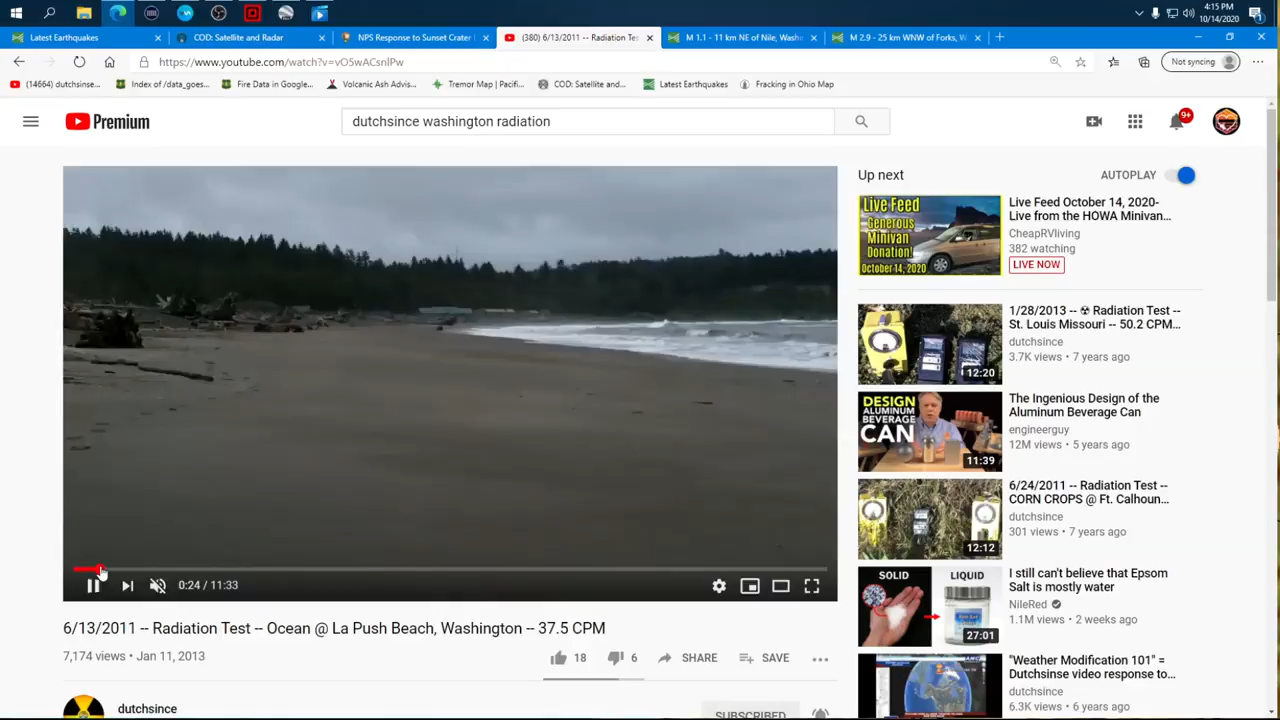 4:15 PM
10/14/2020
Latest Earthquakes
COD: Satellite and Radar
NPS Response to Sunset Crater
(380) 6/13/2011 -- Radiation Tes
M 1.1 - 11 km NE of Nile, Wash
M 2.9 - 25 km WNW of Forks, W
https://www.youtube.com/watch?v=vO5wACsnlPw
Not syncing
(14664) dutchsinse...
Index of /data_goes...
Fire Data in Google...
Volcanic Ash Advis...
Tremor Map | Pacifi...
COD: Satellite and...
Latest Earthquakes
Fracking in Ohio Map
Premium
dutchsince washington radiation
9+
Up next
AUTOPLAY
Live Feed
Generous
Minivan
Donation!
October 14, 2020
Live Feed October 14, 2020-
Live from the HOWA Minivan...
CheapRVliving
382 watching
LIVE NOW
1/28/2013 -- ☢ Radiation Test --
St. Louis Missouri -- 50.2 CPM...
dutchsince
3.7K views • 7 years ago
12:20
DESIGN
ALUMINUM
BEVERAGE
CAN
11:39
The Ingenious Design of the
Aluminum Beverage Can
engineerguy
12M views • 5 years ago
6/24/2011 -- Radiation Test --
CORN CROPS @ Ft. Calhoun...
dutchsince
301 views • 7 years ago
12:12
SOLID
LIQUID
27:01
I still can't believe that Epsom
Salt is mostly water
NileRed
1.1M views • 2 weeks ago
"Weather Modification 101" =
Dutchsinse video response to...
dutchsince
6.3K views • 6 years ago
0:24 / 11:33
6/13/2011 -- Radiation Test -- Ocean @ La Push Beach, Washington -- 37.5 CPM
7,174 views • Jan 11, 2013
18
6
SHARE
SAVE
dutchsince
SUBSCRIBED